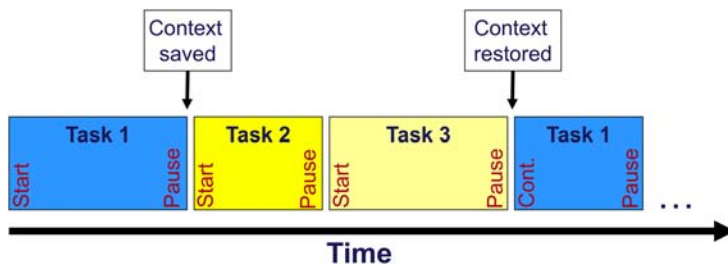 Context
saved
Context
restored
Task 1
Start
Pause
Task 2
Start
Pause
Task 3
Start
Pause
Task 1
Cont.
Pause
...
Time